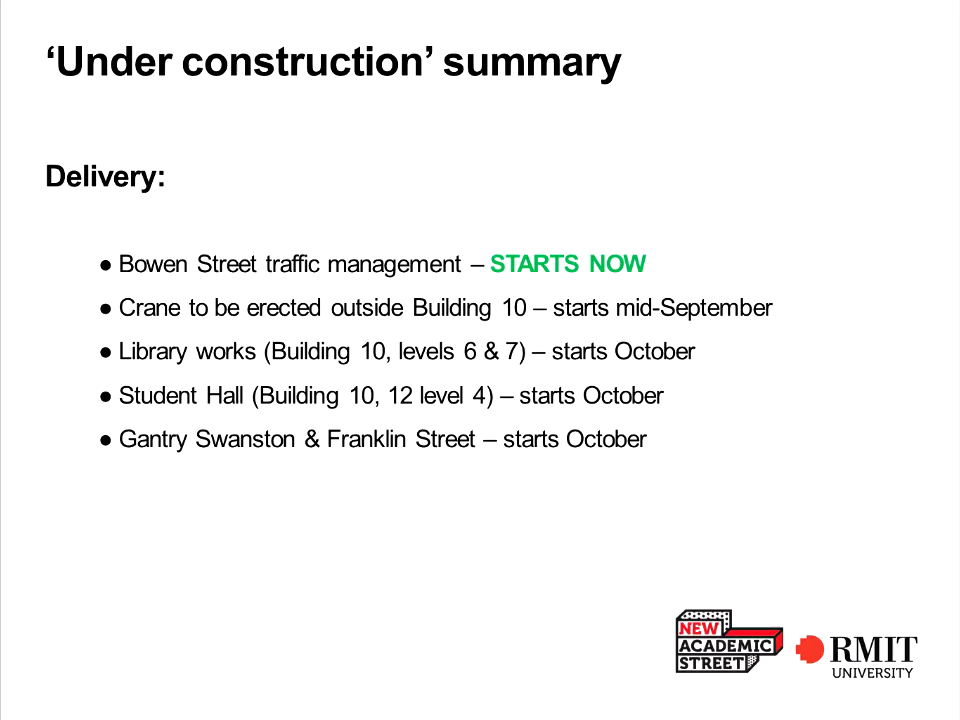 ‘Under construction’ summary
Delivery:
● Bowen Street traffic management – STARTS NOW
● Crane to be erected outside Building 10 – starts mid-September
● Library works (Building 10, levels 6 & 7) – starts October
● Student Hall (Building 10, 12 level 4) – starts October
● Gantry Swanston & Franklin Street – starts October
NEW
ACADEMIC
STREET
RMIT
UNIVERSITY